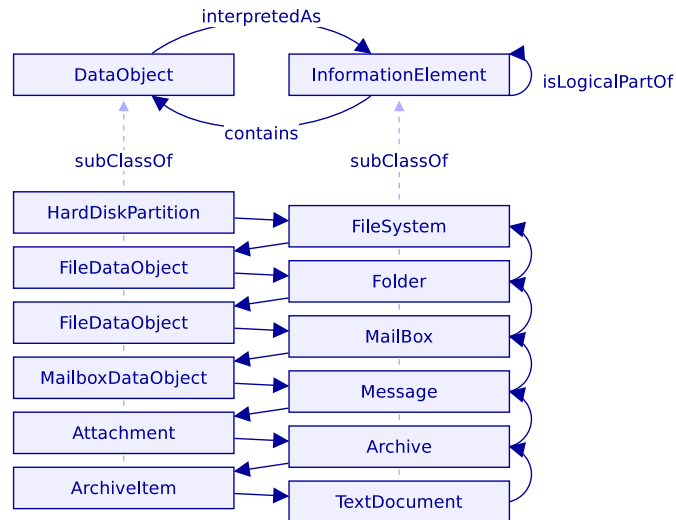 interpretedAs
DataObject
InformationElement
isLogicalPartOf
contains
subClassOf
subClassOf
HardDiskPartition
FileSystem
FileDataObject
Folder
FileDataObject
MailBox
MailboxDataObject
Message
Attachment
Archive
ArchiveItem
TextDocument